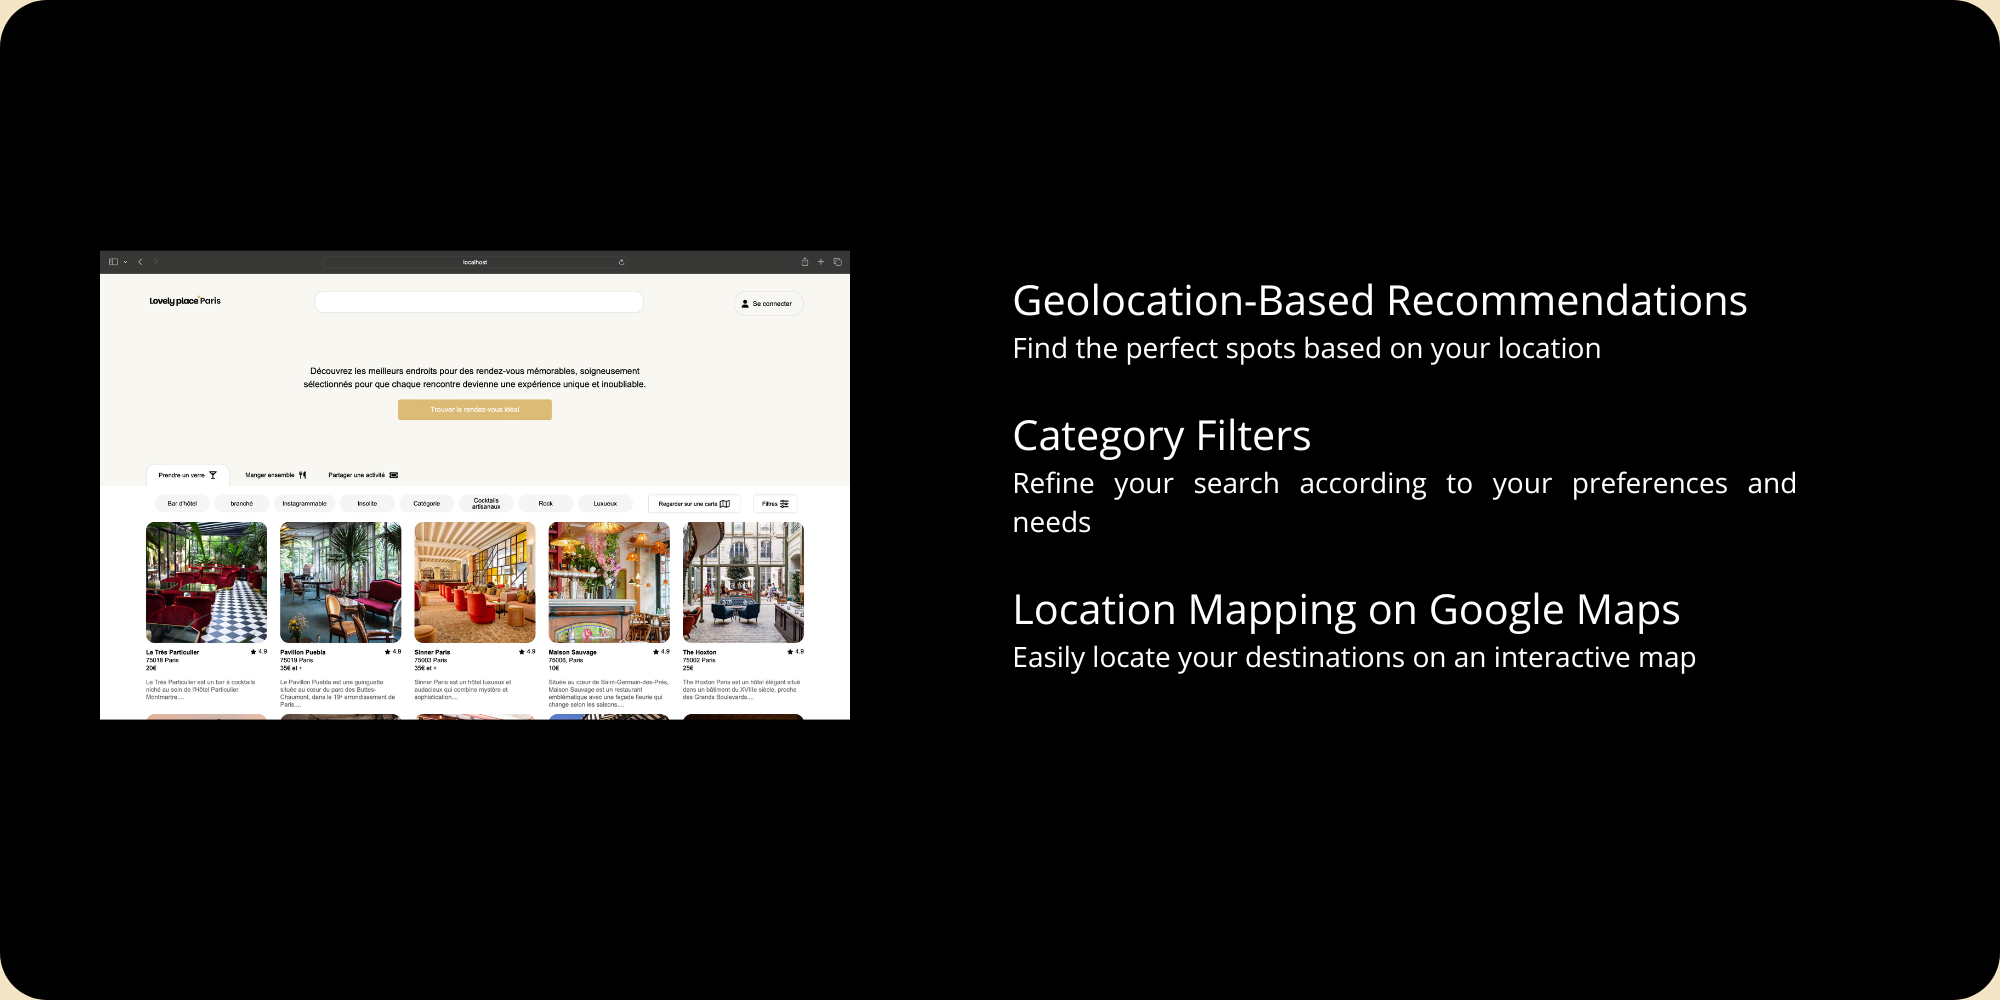 localhost
Lovely place Paris
Se connecter
Découvrez les meilleurs endroits pour des rendez-vous mémorables, soigneusement
sélectionnés pour que chaque rencontre devienne une expérience unique et inoubliable.
Trouver le rendez-vous idéal
Prendre un verre
Manger ensemble
Partager une activité
Bar d'hôtel
branché
Instagrammable
Insolite
Catégorie
Cocktails
artisanaux
Rock
Luxueux
Regarder sur une carte
Filtres
Le Très Particulier 4.9
75018 Paris
20€
Le Très Particulier est un bar à cocktails
niché au sein de l'Hôtel Particulier
Montmartre....
Pavillon Puebla 4.9
75019 Paris
35€ et +
Le Pavillon Puebla est une guinguette
située au cœur du parc des Buttes-
Chaumont, dans le 19ᵉ arrondissement de
Paris....
Sinner Paris 4.9
75003 Paris
35€ et +
Sinner Paris est un hôtel luxueux et
audacieux qui combine mystère et
sophistication....
Maison Sauvage 4.9
75006, Paris
10€
Située au cœur de Saint-Germain-des-Prés,
Maison Sauvage est un restaurant
emblématique avec une façade fleurie qui
change selon les saisons....
The Hoxton 4.9
75002 Paris
25€
The Hoxton Paris est un hôtel élégant situé
dans un bâtiment du XVIIIe siècle, proche
des Grands Boulevards....
Geolocation-Based Recommendations
Find the perfect spots based on your location
Category Filters
Refine your search according to your preferences and
needs
Location Mapping on Google Maps
Easily locate your destinations on an interactive map